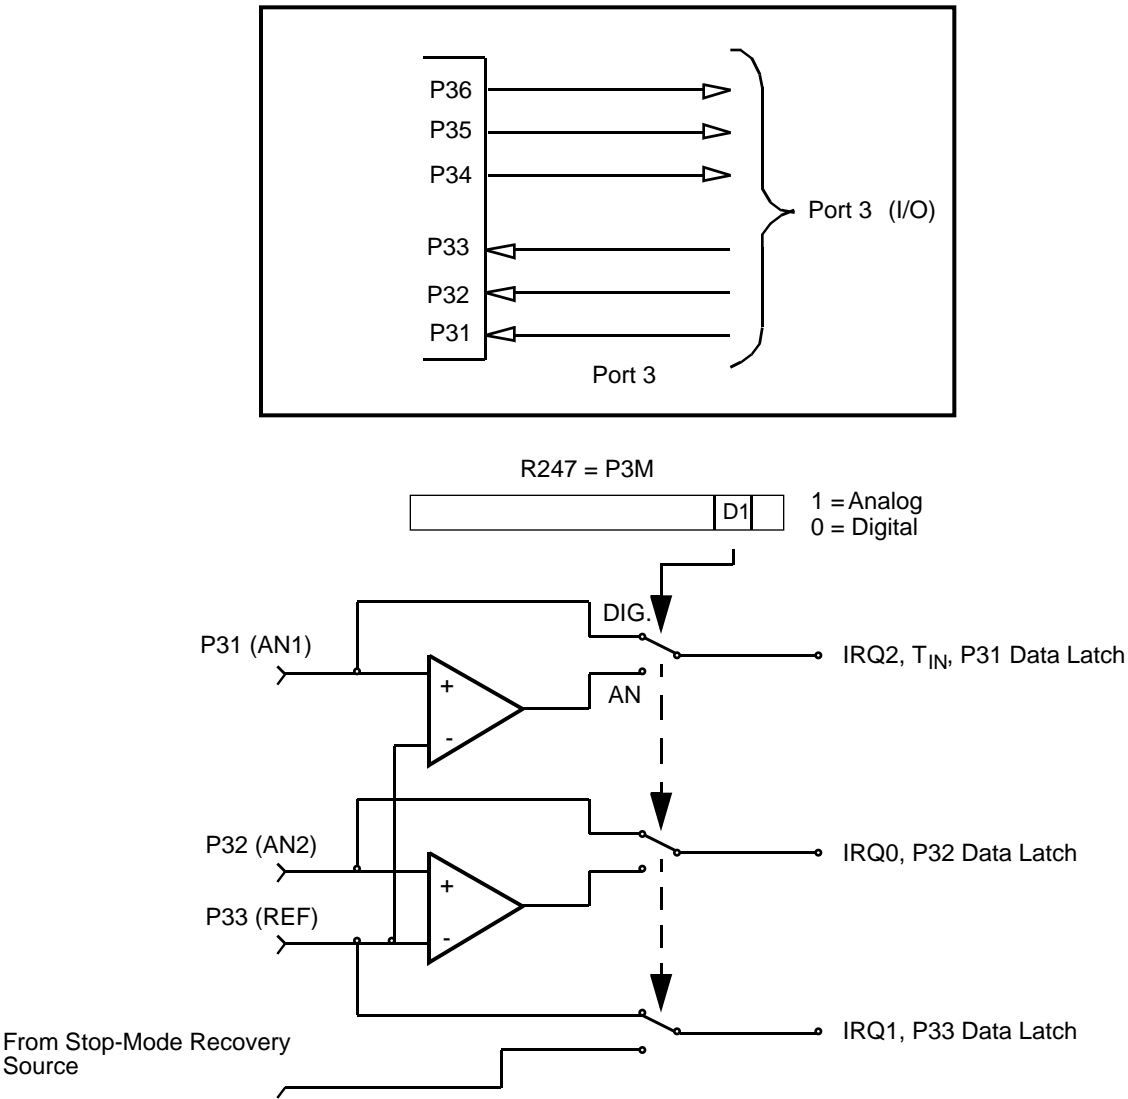 P36
P35
P34
P33
P32
P31
Port 3 (I/O)
Port 3
R247 = P3M
D1
1 = Analog
0 = Digital
DIG.
P31 (AN1)
IRQ2, TIN, P31 Data Latch
+
AN
-
P32 (AN2)
IRQ0, P32 Data Latch
+
P33 (REF)
-
IRQ1, P33 Data Latch
From Stop-Mode Recovery
Source